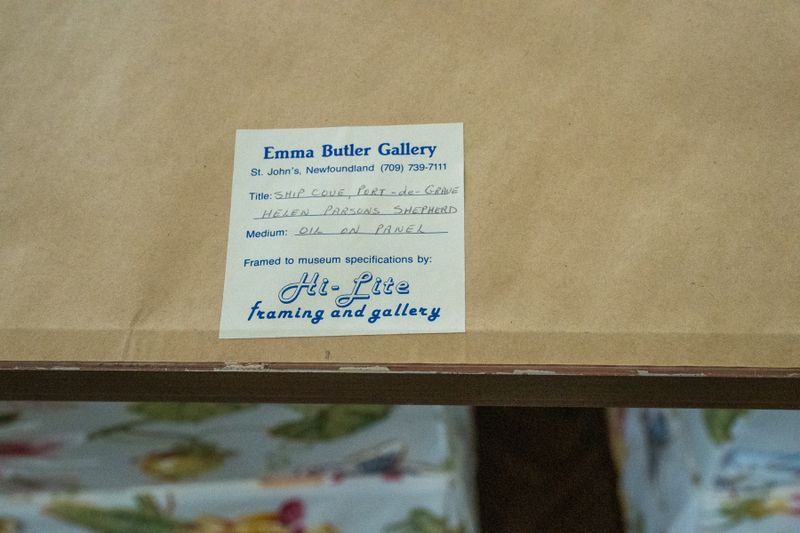 Emma Butler Gallery
St. John's, Newfoundland (709) 739-7111
Title: SHIP COVE, PORT-de-GRAVE
HELEN PARSONS SHEPHERD
Medium: OIL ON PANEL
Framed to museum specifications by:
Hi-Lite
framing and gallery